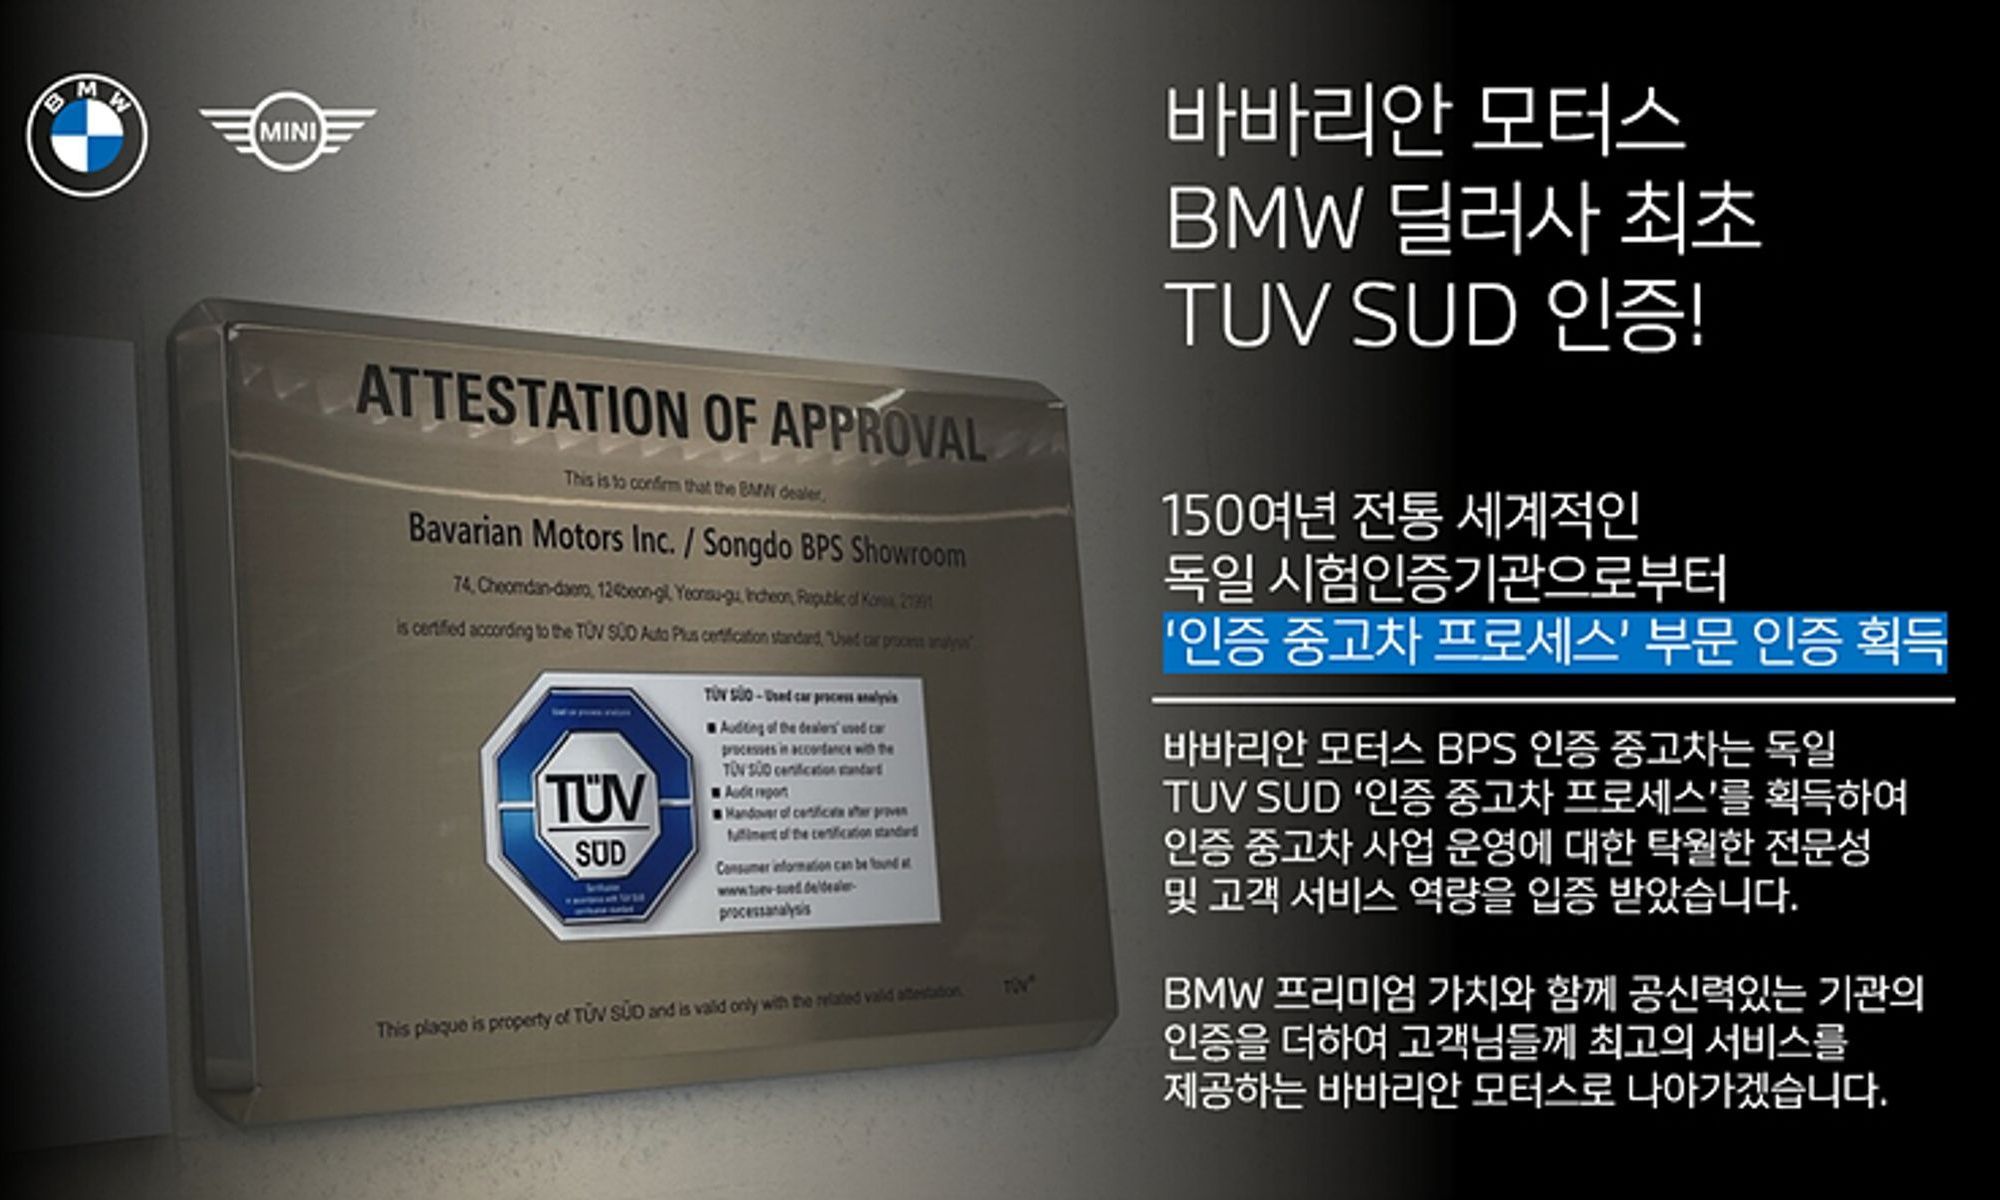 BMW
MINI
바바리안 모터스
BMW 딜러사 최초
TUV SUD 인증!
150여년 전통 세계적인
독일 시험인증기관으로부터
‘인증 중고차 프로세스’ 부문 인증 획득
바바리안 모터스 BPS 인증 중고차는 독일
TUV SUD ‘인증 중고차 프로세스’를 획득하여
인증 중고차 사업 운영에 대한 탁월한 전문성
및 고객 서비스 역량을 입증 받았습니다.
BMW 프리미엄 가치와 함께 공신력있는 기관의
인증을 더하여 고객님들께 최고의 서비스를
제공하는 바바리안 모터스로 나아가겠습니다.
ATTESTATION OF APPROVAL
This is to confirm that the BMW dealer,
Bavarian Motors Inc. / Songdo BPS Showroom
74, Cheomdan-daero, 124beon-gil, Yeonsu-gu, Incheon, Republic of Korea, 21991
is certified according to the TÜV SÜD Auto Plus certification standard, "Used car process analysis"
Used car process analysis
TÜV
SÜD
Certification
in accordance with TÜV SÜD
certification standard
TÜV SÜD – Used car process analysis
■ Auditing of the dealers' used car
processes in accordance with the
TÜV SÜD certification standard
■ Audit report
■ Handover of certificate after proven
fulfilment of the certification standard
Consumer information can be found at
www.tuev-sued.de/dealer-
processanalysis
This plaque is property of TÜV SÜD and is valid only with the related valid attestation.
TÜV®